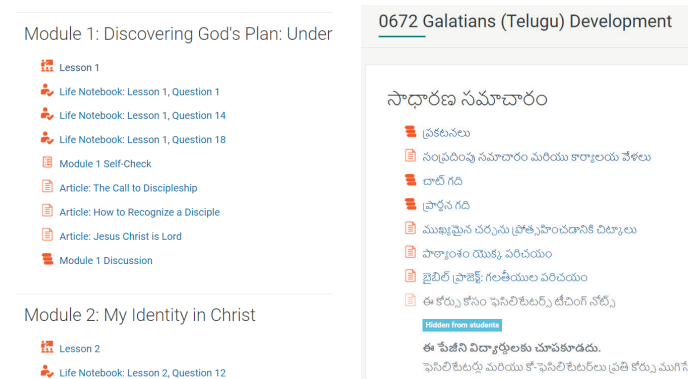 Module 1: Discovering God's Plan: Under
Lesson 1
Life Notebook: Lesson 1, Question 1
Life Notebook: Lesson 1, Question 14
Life Notebook: Lesson 1, Question 18
Module 1 Self-Check
Article: The Call to Discipleship
Article: How to Recognize a Disciple
Article: Jesus Christ is Lord
Module 1 Discussion
Module 2: My Identity in Christ
Lesson 2
Life Notebook: Lesson 2, Question 12
0672 Galatians (Telugu) Development
సాధారణ సమాచారం
ప్రకటనలు
సంప్రదింపు సమాచారం మరియు కార్యాలయ వేళలు
చాట్ గది
ప్రార్థన గది
ముఖ్యమైన చర్చను ప్రోత్సహించడానికి చిట్కాలు
పాఠ్యాంశం యొక్క పరిచయం
బైబిల్ ప్రాజెక్ట్: గలతీయుల పరిచయం
ఈ కోర్సు కోసం ఫెసిలిటేటర్స్ టీచింగ్ నోట్స్
Hidden from students
ఈ పేజీని విద్యార్థులకు చూపకూడదు.
ఫెసిలిటేటర్లు మరియు కో-ఫెసిలిటేటర్‌లు ప్రతి కోర్సు ముగిసే